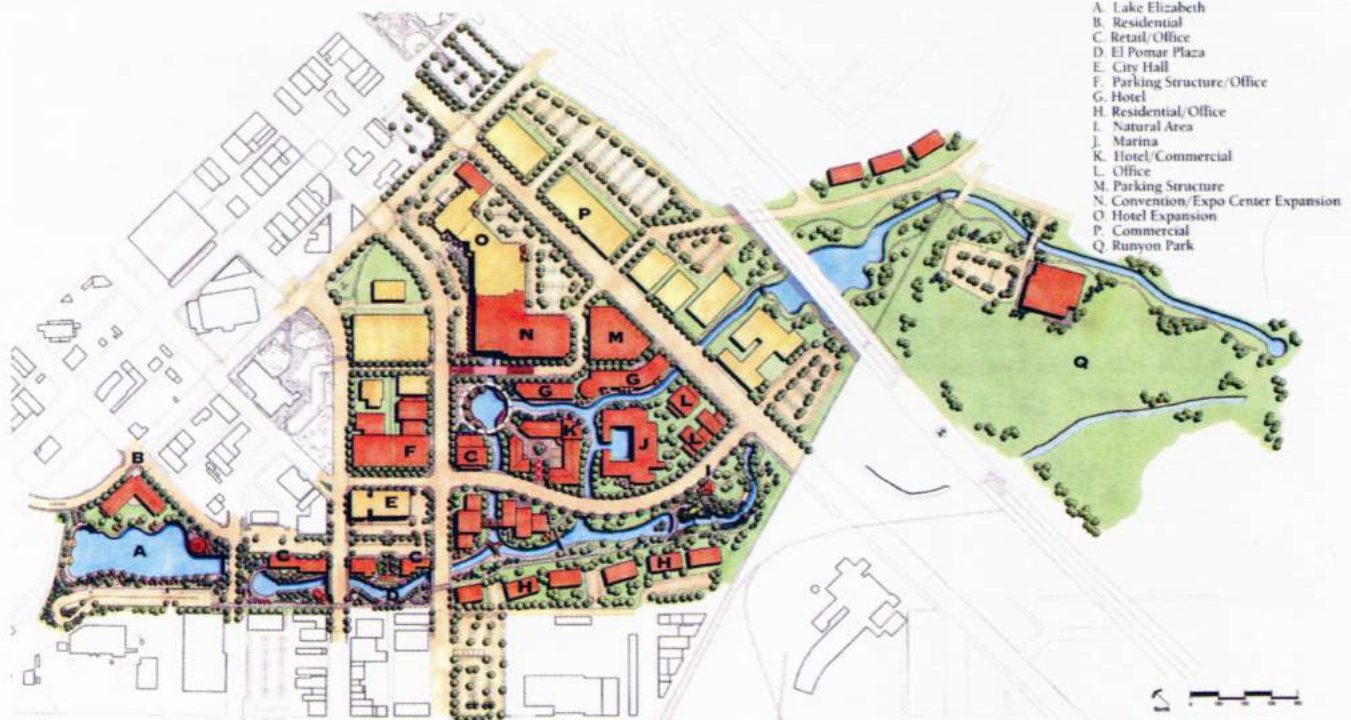 A. Lake Elizabeth
B. Residential
C. Retail/Office
D. El Pomar Plaza
E. City Hall
F. Parking Structure/Office
G. Hotel
H. Residential/Office
I. Natural Area
J. Marina
K. Hotel/Commercial
L. Office
M. Parking Structure
N. Convention/Expo Center Expansion
O. Hotel Expansion
P. Commercial
Q. Runyon Park
P
O
N
M
Q
G
G
L
K
J
L
F
C
I
B
E
A
C
C
H
D
H
North